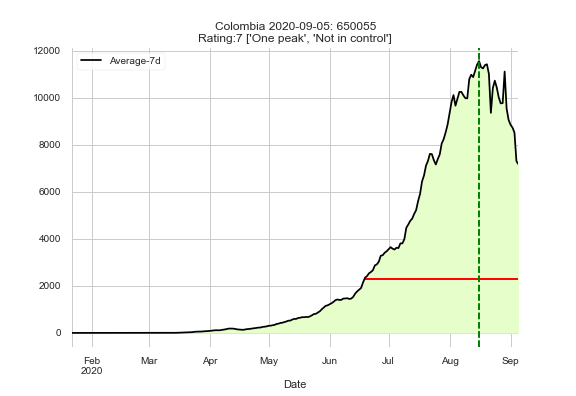 Colombia 2020-09-05: 650055
Rating:7 ['One peak', 'Not in control']
12000
Average-7d
10000
8000
6000
4000
2000
0
Feb Mar Apr May Jun Jul Aug Sep
2020
Date